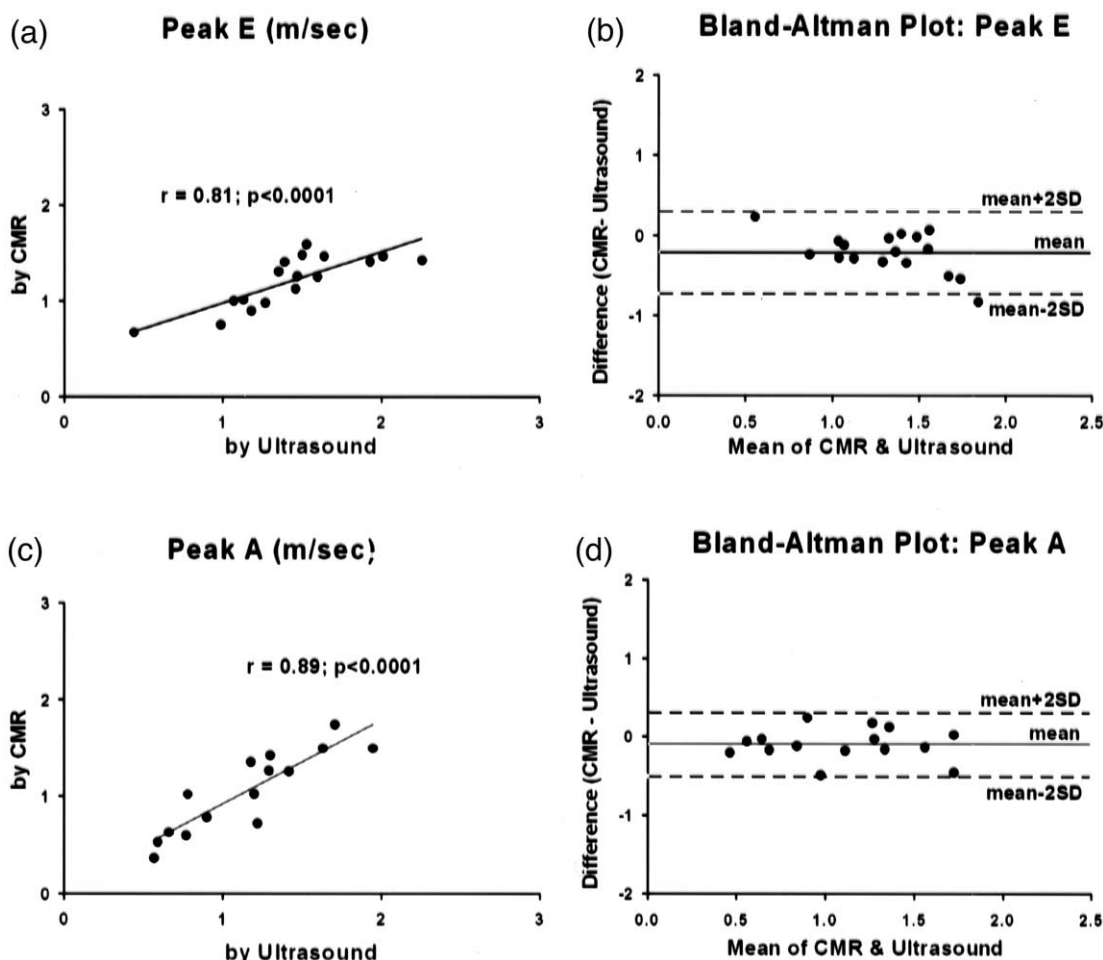 (a)
Peak E (m/sec)
3
2
1
0
by CMR
r = 0.81; p<0.0001
0 1 2 3
by Ultrasound
(b)
Bland-Altman Plot: Peak E
2
1
0
-1
-2
Difference (CMR- Ultrasound)
mean+2SD
mean
mean-2SD
0.0 0.5 1.0 1.5 2.0 2.5
Mean of CMR & Ultrasound
(c)
Peak A (m/sec)
3
2
1
0
by CMR
r = 0.89; p<0.0001
0 1 2 3
by Ultrasound
(d)
Bland-Altman Plot: Peak A
2
1
0
-1
-2
Difference (CMR - Ultrasound)
mean+2SD
mean
mean-2SD
0.0 0.5 1.0 1.5 2.0 2.5
Mean of CMR & Ultrasound